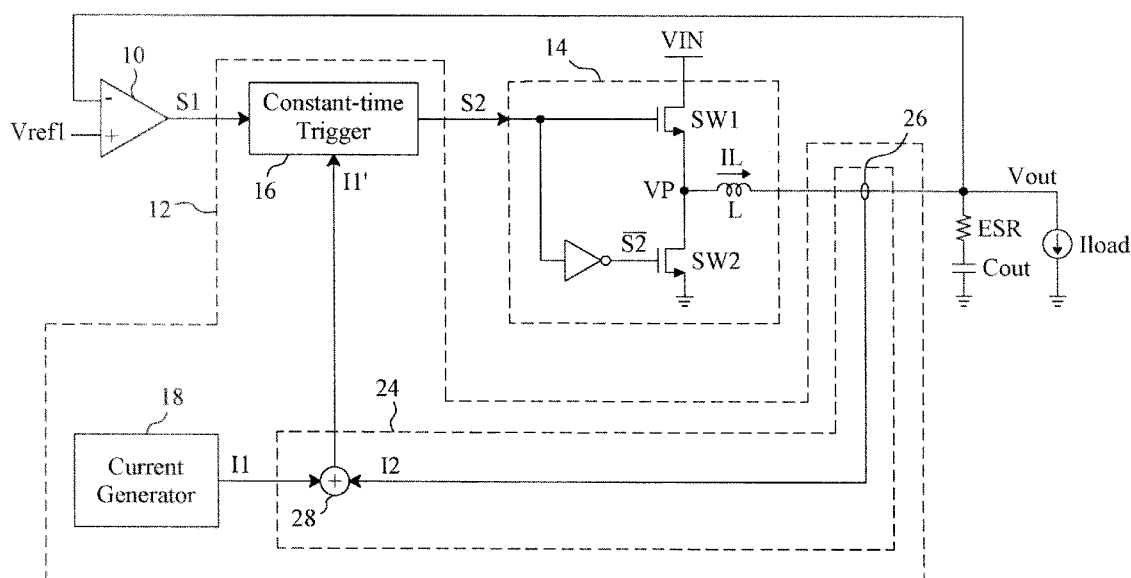 10
-
Vref1
+
S1
Constant-time
Trigger
16
I1'
12
S2
14
VIN
SW1
IL
VP
L
S2
SW2
26
Vout
ESR
Cout
Iload
18
Current
Generator
I1
+
28
I2
24